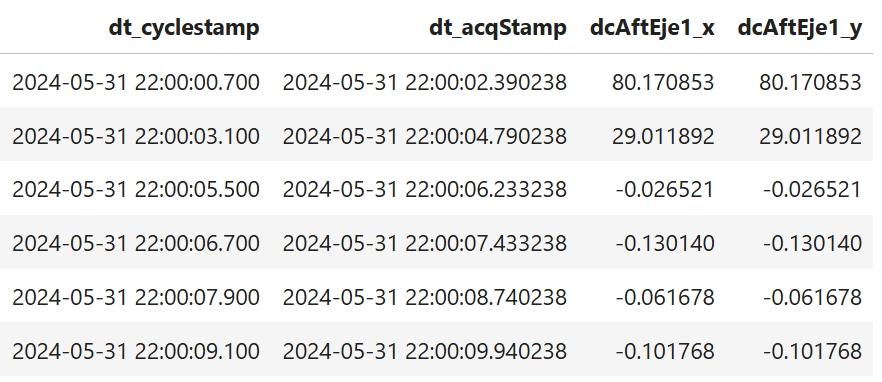 dt_cyclestamp dt_acqStamp dcAftEje1_x dcAftEje1_y
2024-05-31 22:00:00.700 2024-05-31 22:00:02.390238 80.170853 80.170853
2024-05-31 22:00:03.100 2024-05-31 22:00:04.790238 29.011892 29.011892
2024-05-31 22:00:05.500 2024-05-31 22:00:06.233238 -0.026521 -0.026521
2024-05-31 22:00:06.700 2024-05-31 22:00:07.433238 -0.130140 -0.130140
2024-05-31 22:00:07.900 2024-05-31 22:00:08.740238 -0.061678 -0.061678
2024-05-31 22:00:09.100 2024-05-31 22:00:09.940238 -0.101768 -0.101768